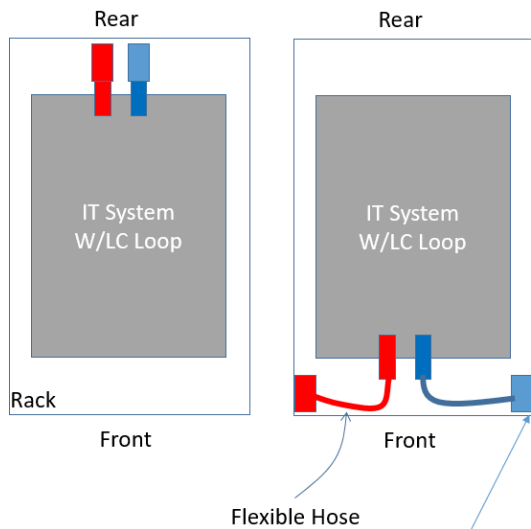 Rear
Rear
IT System
W/LC Loop
IT System
W/LC Loop
Rack
Front
Front
Flexible Hose